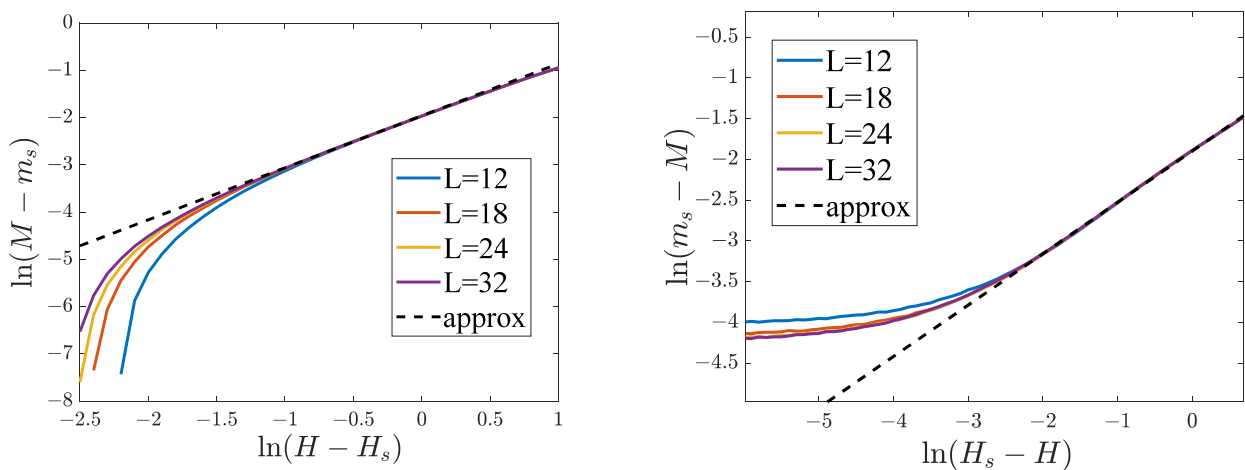 0
−1
−2
−3
−4
−5
−6
−7
−8
ln(M − m_s)
L=12
L=18
L=24
L=32
approx
−2.5 −2 −1.5 −1 −0.5 0 0.5 1
ln(H − H_s)
−0.5
−1
−1.5
−2
−2.5
−3
−3.5
−4
−4.5
ln(m_s − M)
L=12
L=18
L=24
L=32
approx
−5 −4 −3 −2 −1 0
ln(H_s − H)